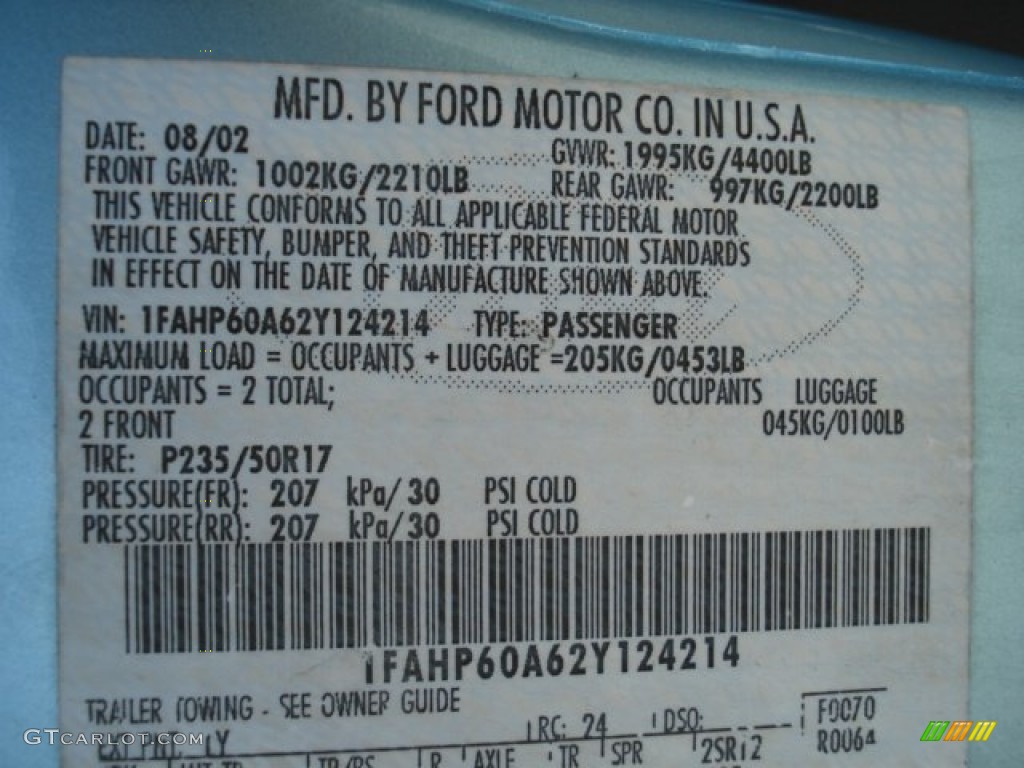 MFD. BY FORD MOTOR CO. IN U.S.A.
DATE: 08/02 GVWR: 1995KG/4400LB
FRONT GAWR: 1002KG/2210LB REAR GAWR: 997KG/2200LB
THIS VEHICLE CONFORMS TO ALL APPLICABLE FEDERAL MOTOR
VEHICLE SAFETY, BUMPER, AND THEFT PREVENTION STANDARDS
IN EFFECT ON THE DATE OF MANUFACTURE SHOWN ABOVE.
VIN: 1FAHP60A62Y124214 TYPE: PASSENGER
MAXIMUM LOAD = OCCUPANTS + LUGGAGE =205KG/0453LB
OCCUPANTS = 2 TOTAL; OCCUPANTS LUGGAGE
2 FRONT 045KG/0100LB
TIRE: P235/50R17
PRESSURE(FR): 207 kPa/30 PSI COLD
PRESSURE(RR): 207 kPa/30 PSI COLD
1FAHP60A62Y124214
TRAILER TOWING - SEE OWNER GUIDE
RC: 24 DSO: F0070
R0064
GTCARLOT.COM
AXLE TR SPR 2SR12